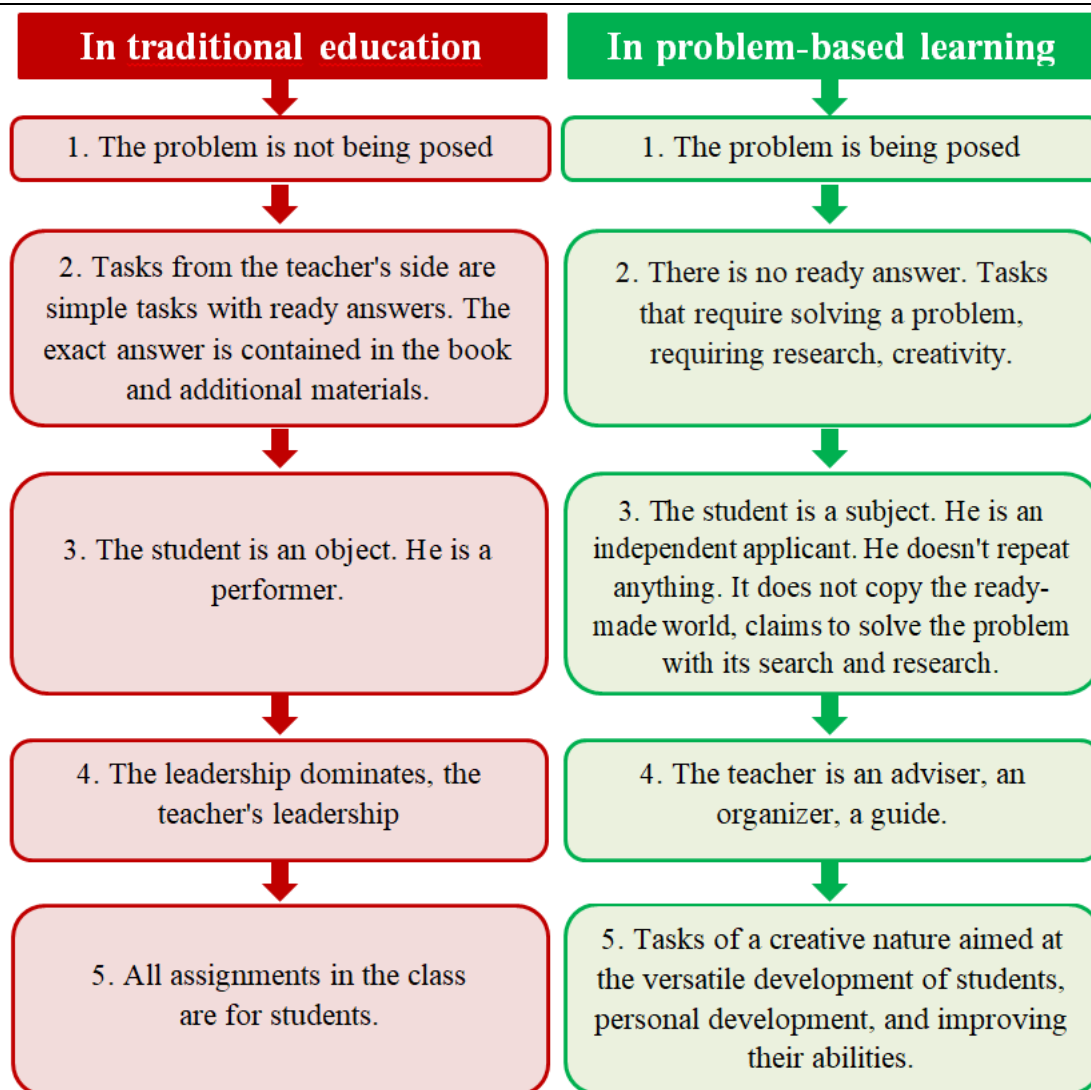 In traditional education
1. The problem is not being posed
2. Tasks from the teacher's side are
simple tasks with ready answers. The
exact answer is contained in the book
and additional materials.
3. The student is an object. He is a
performer.
4. The leadership dominates, the
teacher's leadership
5. All assignments in the class
are for students.
In problem-based learning
1. The problem is being posed
2. There is no ready answer. Tasks
that require solving a problem,
requiring research, creativity.
3. The student is a subject. He is an
independent applicant. He doesn't repeat
anything. It does not copy the ready-
made world, claims to solve the problem
with its search and research.
4. The teacher is an adviser, an
organizer, a guide.
5. Tasks of a creative nature aimed at
the versatile development of students,
personal development, and improving
their abilities.